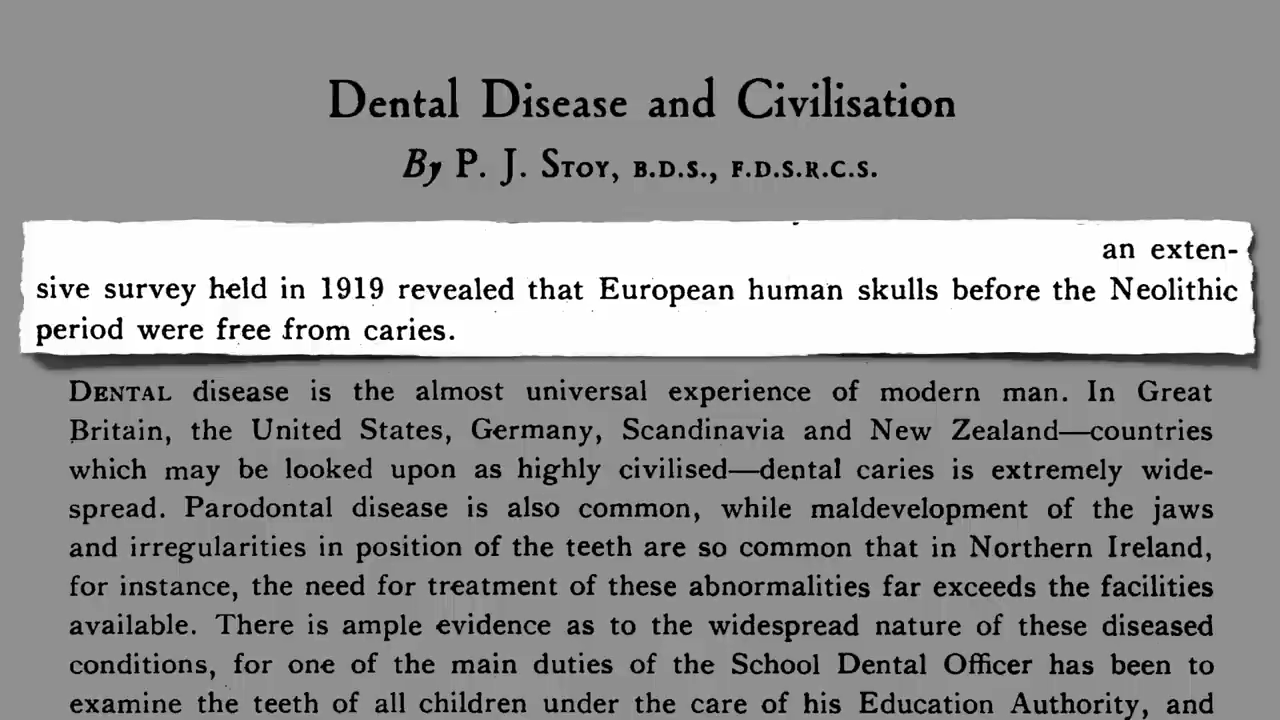 Dental Disease and Civilisation
By P. J. Stoy, B.D.S., F.D.S.R.C.S.
an exten-
sive survey held in 1919 revealed that European human skulls before the Neolithic
period were free from caries.
Dental disease is the almost universal experience of modern man. In Great
Britain, the United States, Germany, Scandinavia and New Zealand—countries
which may be looked upon as highly civilised—dental caries is extremely wide-
spread. Parodontal disease is also common, while maldevelopment of the jaws
and irregularities in position of the teeth are so common that in Northern Ireland,
for instance, the need for treatment of these abnormalities far exceeds the facilities
available. There is ample evidence as to the widespread nature of these diseased
conditions, for one of the main duties of the School Dental Officer has been to
examine the teeth of all children under the care of his Education Authority, and